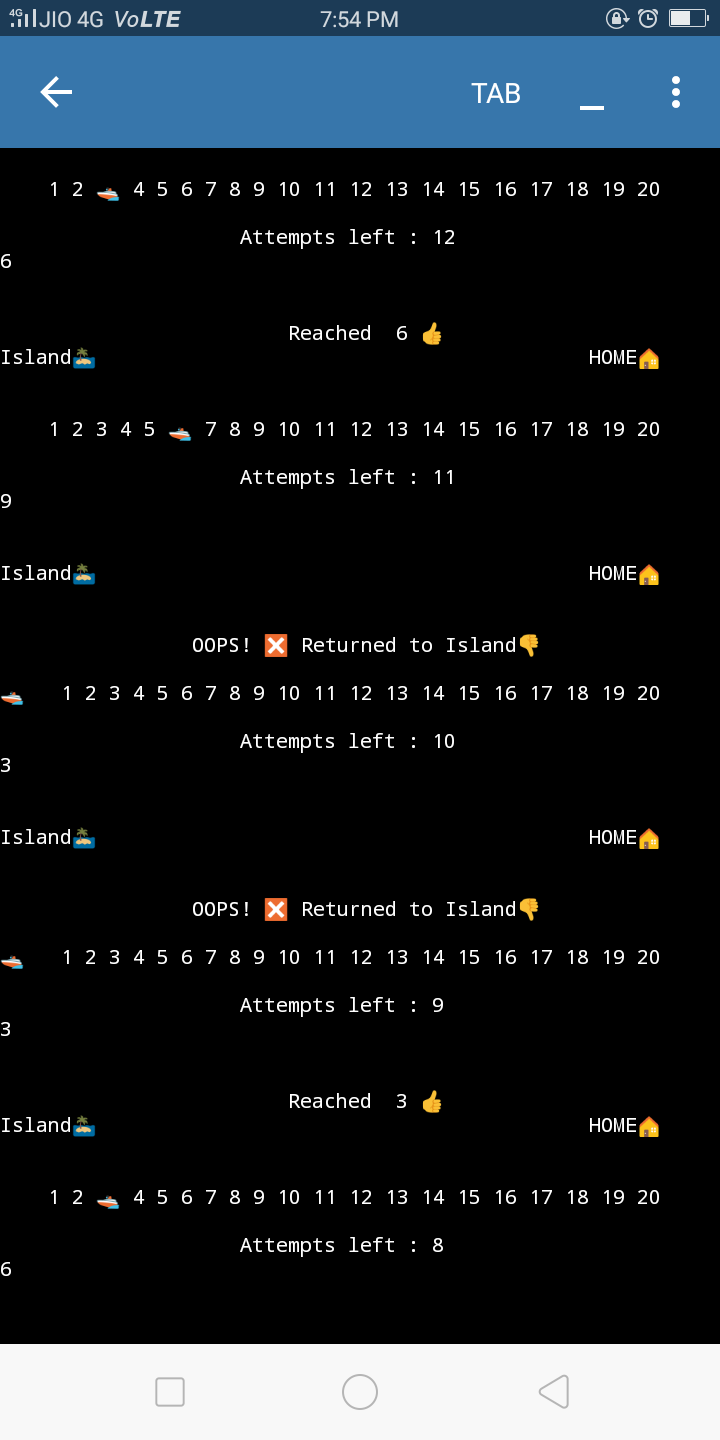 4G JIO 4G VoLTE 7:54 PM
TAB _
1 2 🚤 4 5 6 7 8 9 10 11 12 13 14 15 16 17 18 19 20
Attempts left : 12
6
Reached 6 👍
Island🏝 HOME🏠
1 2 3 4 5 🚤 7 8 9 10 11 12 13 14 15 16 17 18 19 20
Attempts left : 11
9
Island🏝 HOME🏠
OOPS! ❎ Returned to Island👎
🚤 1 2 3 4 5 6 7 8 9 10 11 12 13 14 15 16 17 18 19 20
Attempts left : 10
3
Island🏝 HOME🏠
OOPS! ❎ Returned to Island👎
🚤 1 2 3 4 5 6 7 8 9 10 11 12 13 14 15 16 17 18 19 20
Attempts left : 9
3
Reached 3 👍
Island🏝 HOME🏠
1 2 🚤 4 5 6 7 8 9 10 11 12 13 14 15 16 17 18 19 20
Attempts left : 8
6